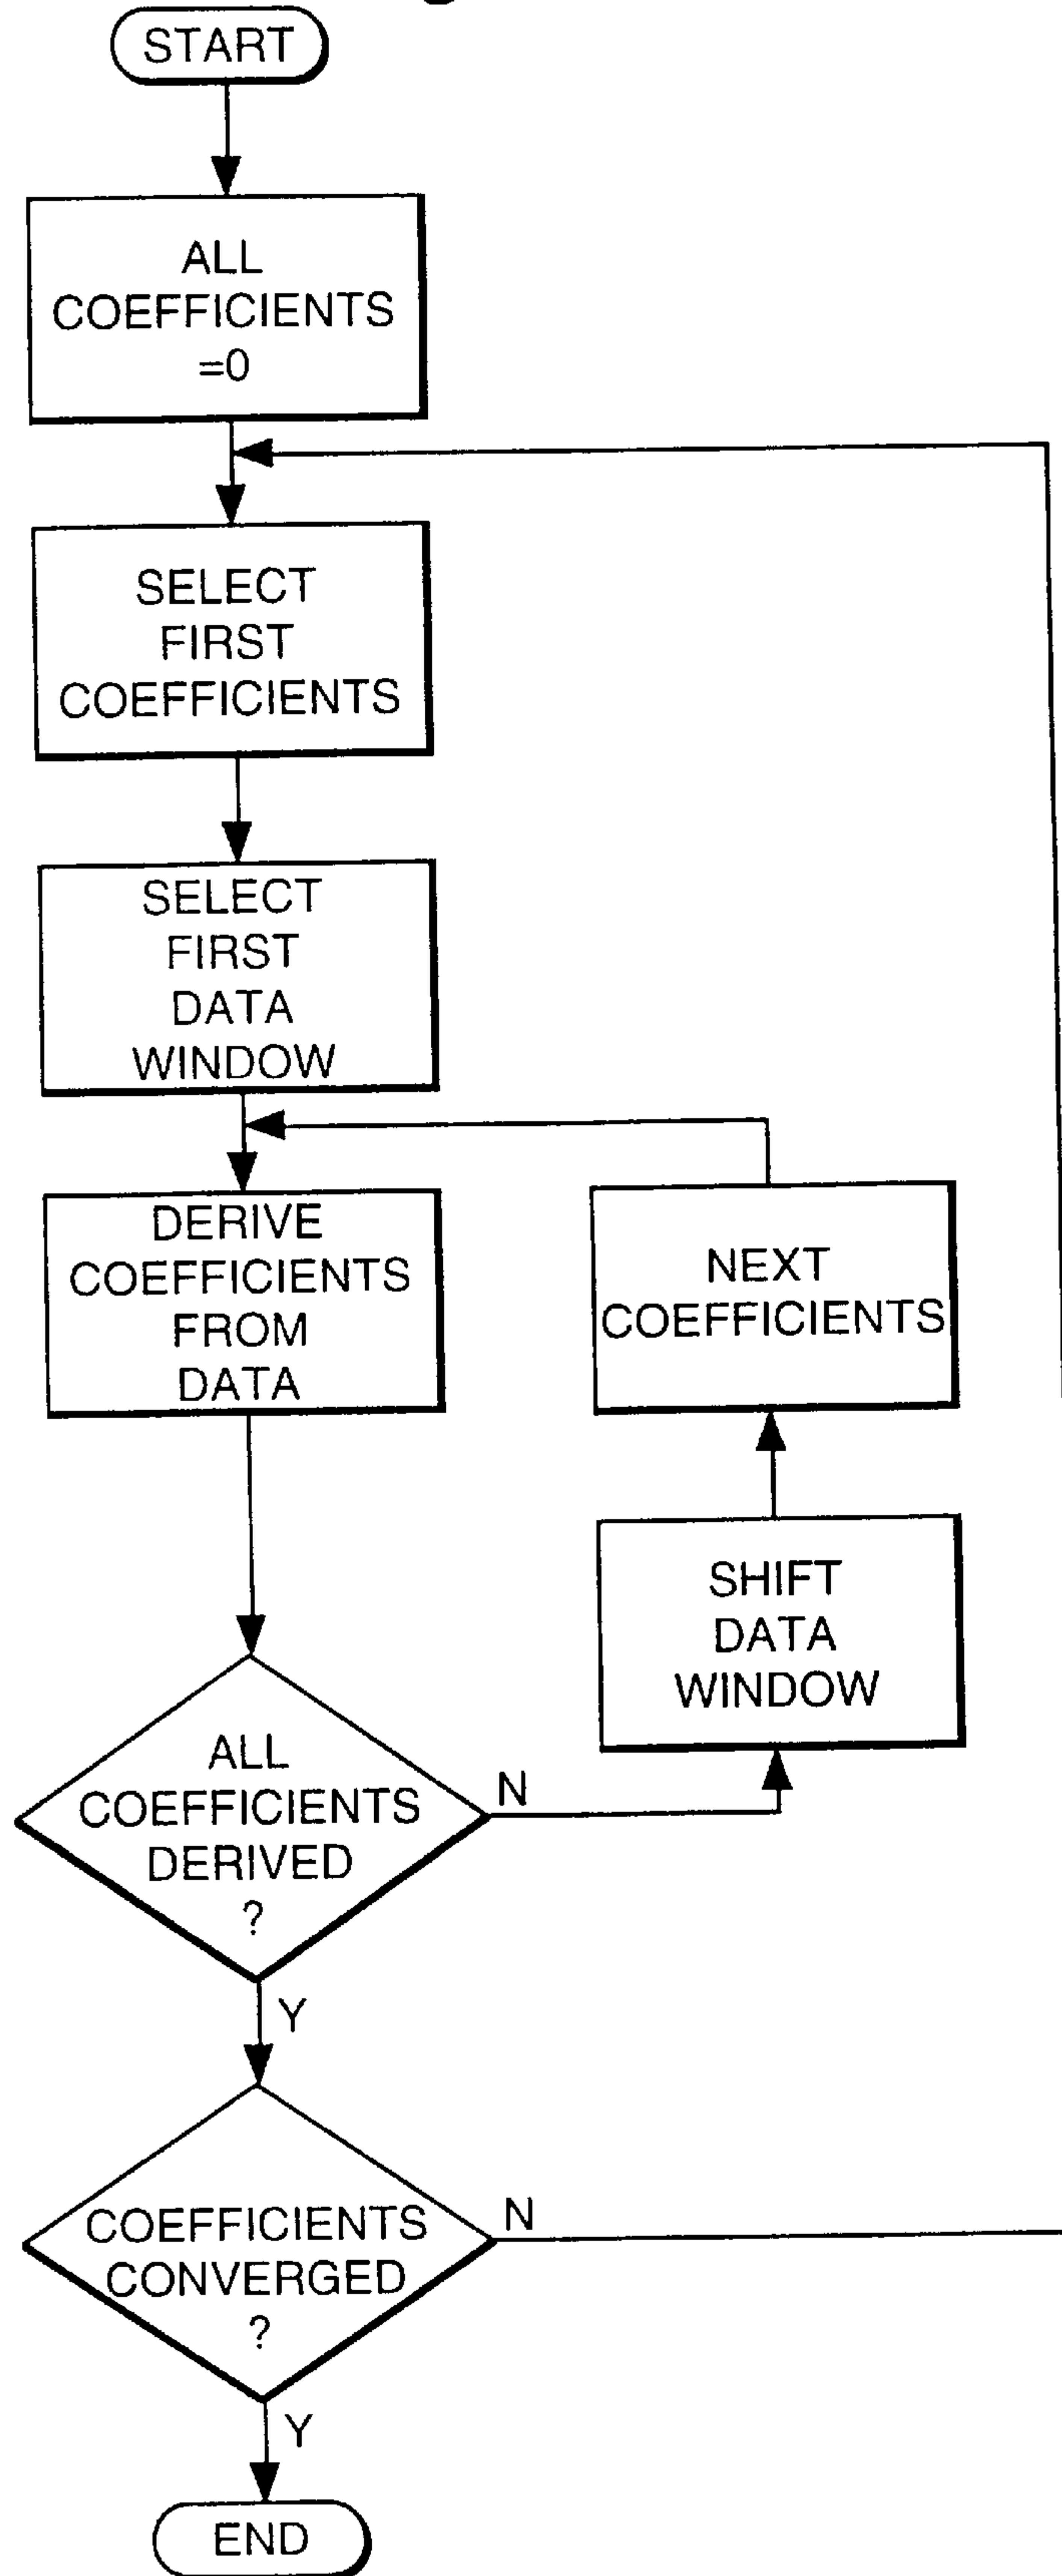 START
ALL
COEFFICIENTS
=0
SELECT
FIRST
COEFFICIENTS
SELECT
FIRST
DATA
WINDOW
DERIVE
COEFFICIENTS
FROM
DATA
NEXT
COEFFICIENTS
SHIFT
DATA
WINDOW
ALL
COEFFICIENTS
DERIVED
?
N
Y
COEFFICIENTS
CONVERGED
?
N
Y
END